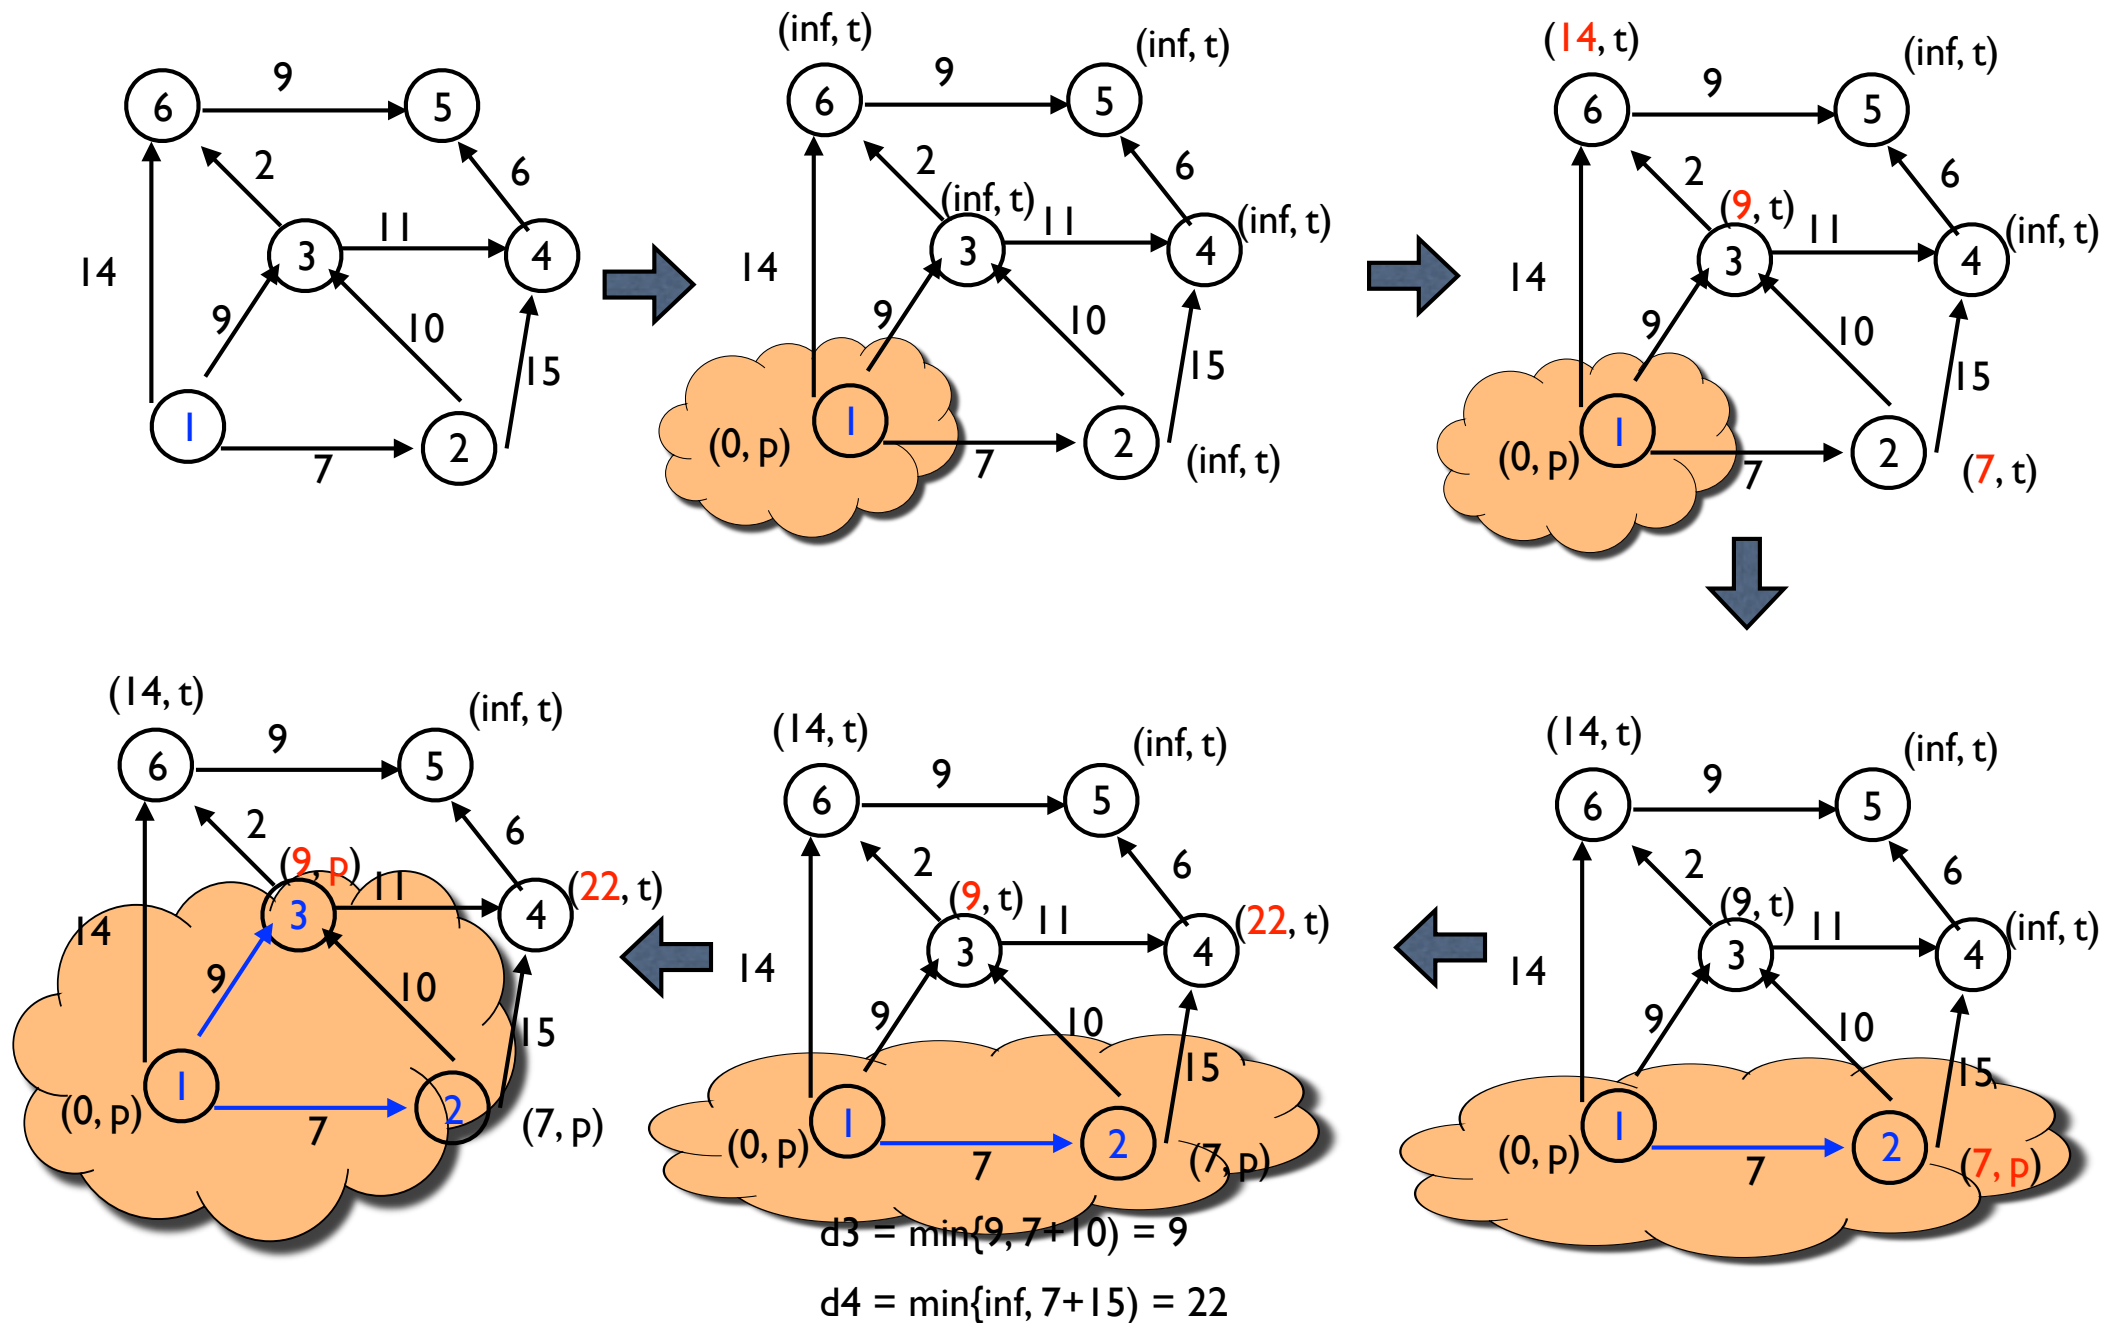 (inf, t)
(inf, t)
(14, t)
(inf, t)
6
9
5
6
9
5
6
9
5
2
6
2
6
2
6
(inf, t)
(9, t)
3
11
4
3
11
4
(inf, t)
3
11
4
(inf, t)
14
14
14
9
10
15
9
10
15
9
10
15
1
7
2
(0, p)
1
7
2
(inf, t)
(0, p)
1
7
2
(7, t)
(14, t)
(inf, t)
(14, t)
(inf, t)
(14, t)
(inf, t)
6
9
5
6
9
5
6
9
5
2
6
2
6
2
6
(9, p)
(9, t)
(9, t)
14
3
11
4
(22, t)
3
11
4
(22, t)
3
11
4
(inf, t)
14
14
9
10
15
9
10
15
9
10
15
(0, p)
1
7
2
(7, p)
(0, p)
1
7
2
(7, p)
(0, p)
1
7
2
(7, p)
d3 = min{9, 7+10) = 9
d4 = min{inf, 7+15) = 22